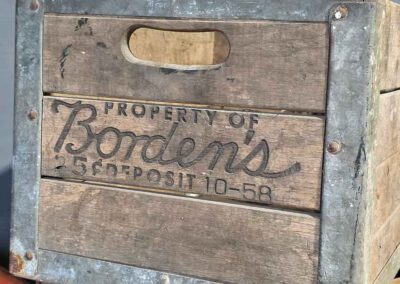 PROPERTY OF
Borden's
25¢ DEPOSIT 10-58